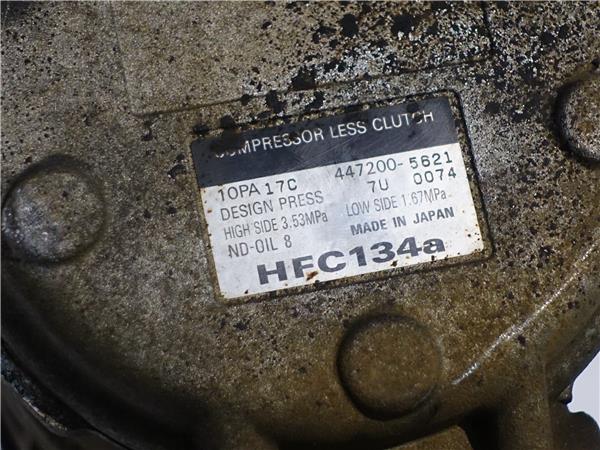 COMPRESSOR LESS CLUTCH
10PA 17C 447200-5621
DESIGN PRESS 7U 0074
HIGH SIDE 3.53MPa LOW SIDE 1.67MPa
ND-OIL 8 MADE IN JAPAN
HFC134a